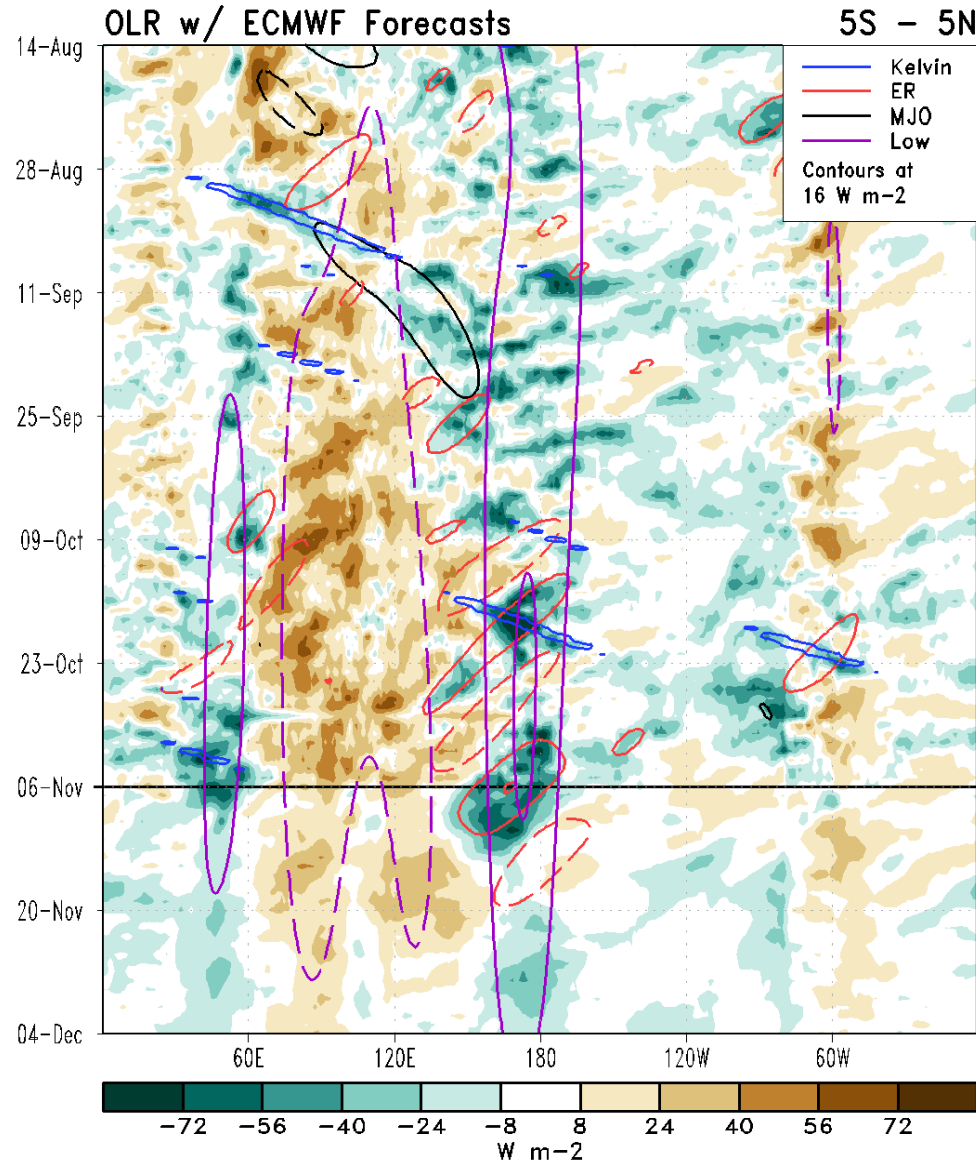 OLR w/ ECMWF Forecasts 5S - 5N
14-Aug
28-Aug
11-Sep
25-Sep
09-Oct
23-Oct
06-Nov
20-Nov
04-Dec
Kelvin
ER
MJO
Low
Contours at
16 W m-2
60E 120E 180 120W 60W
-72 -56 -40 -24 -8 8 24 40 56 72
W m-2